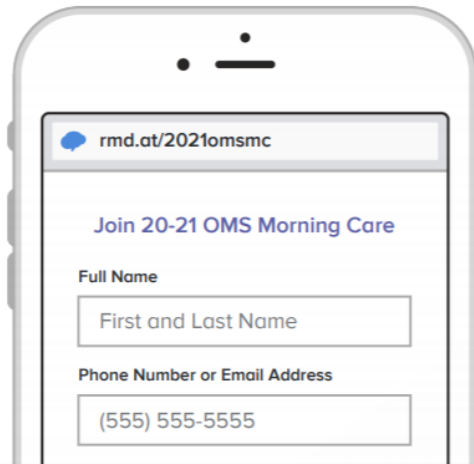 rmd.at/2021omsmc
Join 20-21 OMS Morning Care
Full Name
First and Last Name
Phone Number or Email Address
(555) 555-5555